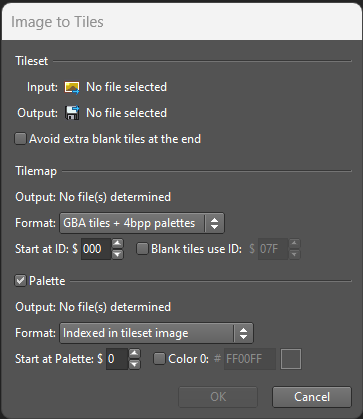 Image to Tiles
Tileset
Input: No file selected
Output: No file selected
Avoid extra blank tiles at the end
Tilemap
Output: No file(s) determined
Format: GBA tiles + 4bpp palettes
Start at ID: $ 000 Blank tiles use ID: $ 07F
Palette
Output: No file(s) determined
Format: Indexed in tileset image
Start at Palette: $ 0 Color 0: # FF00FF
OK Cancel